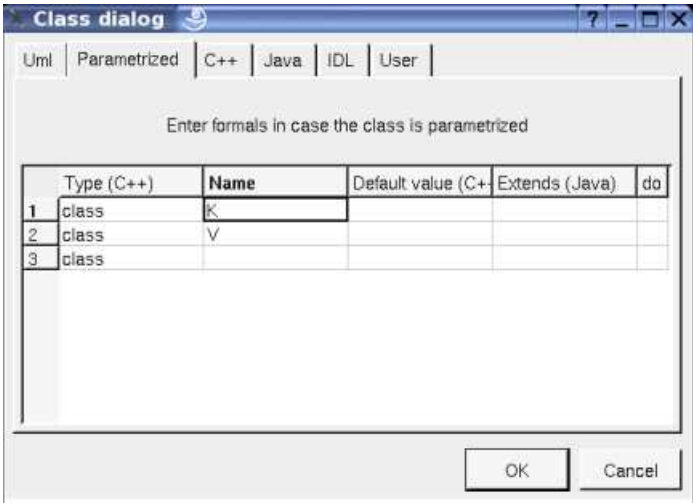 Class dialog ? _
Uml Parametrized C++ Java IDL User
Enter formals in case the class is parametrized
Type (C++) Name Default value (C+ Extends (Java) do
1 class K
2 class V
3 class
OK Cancel